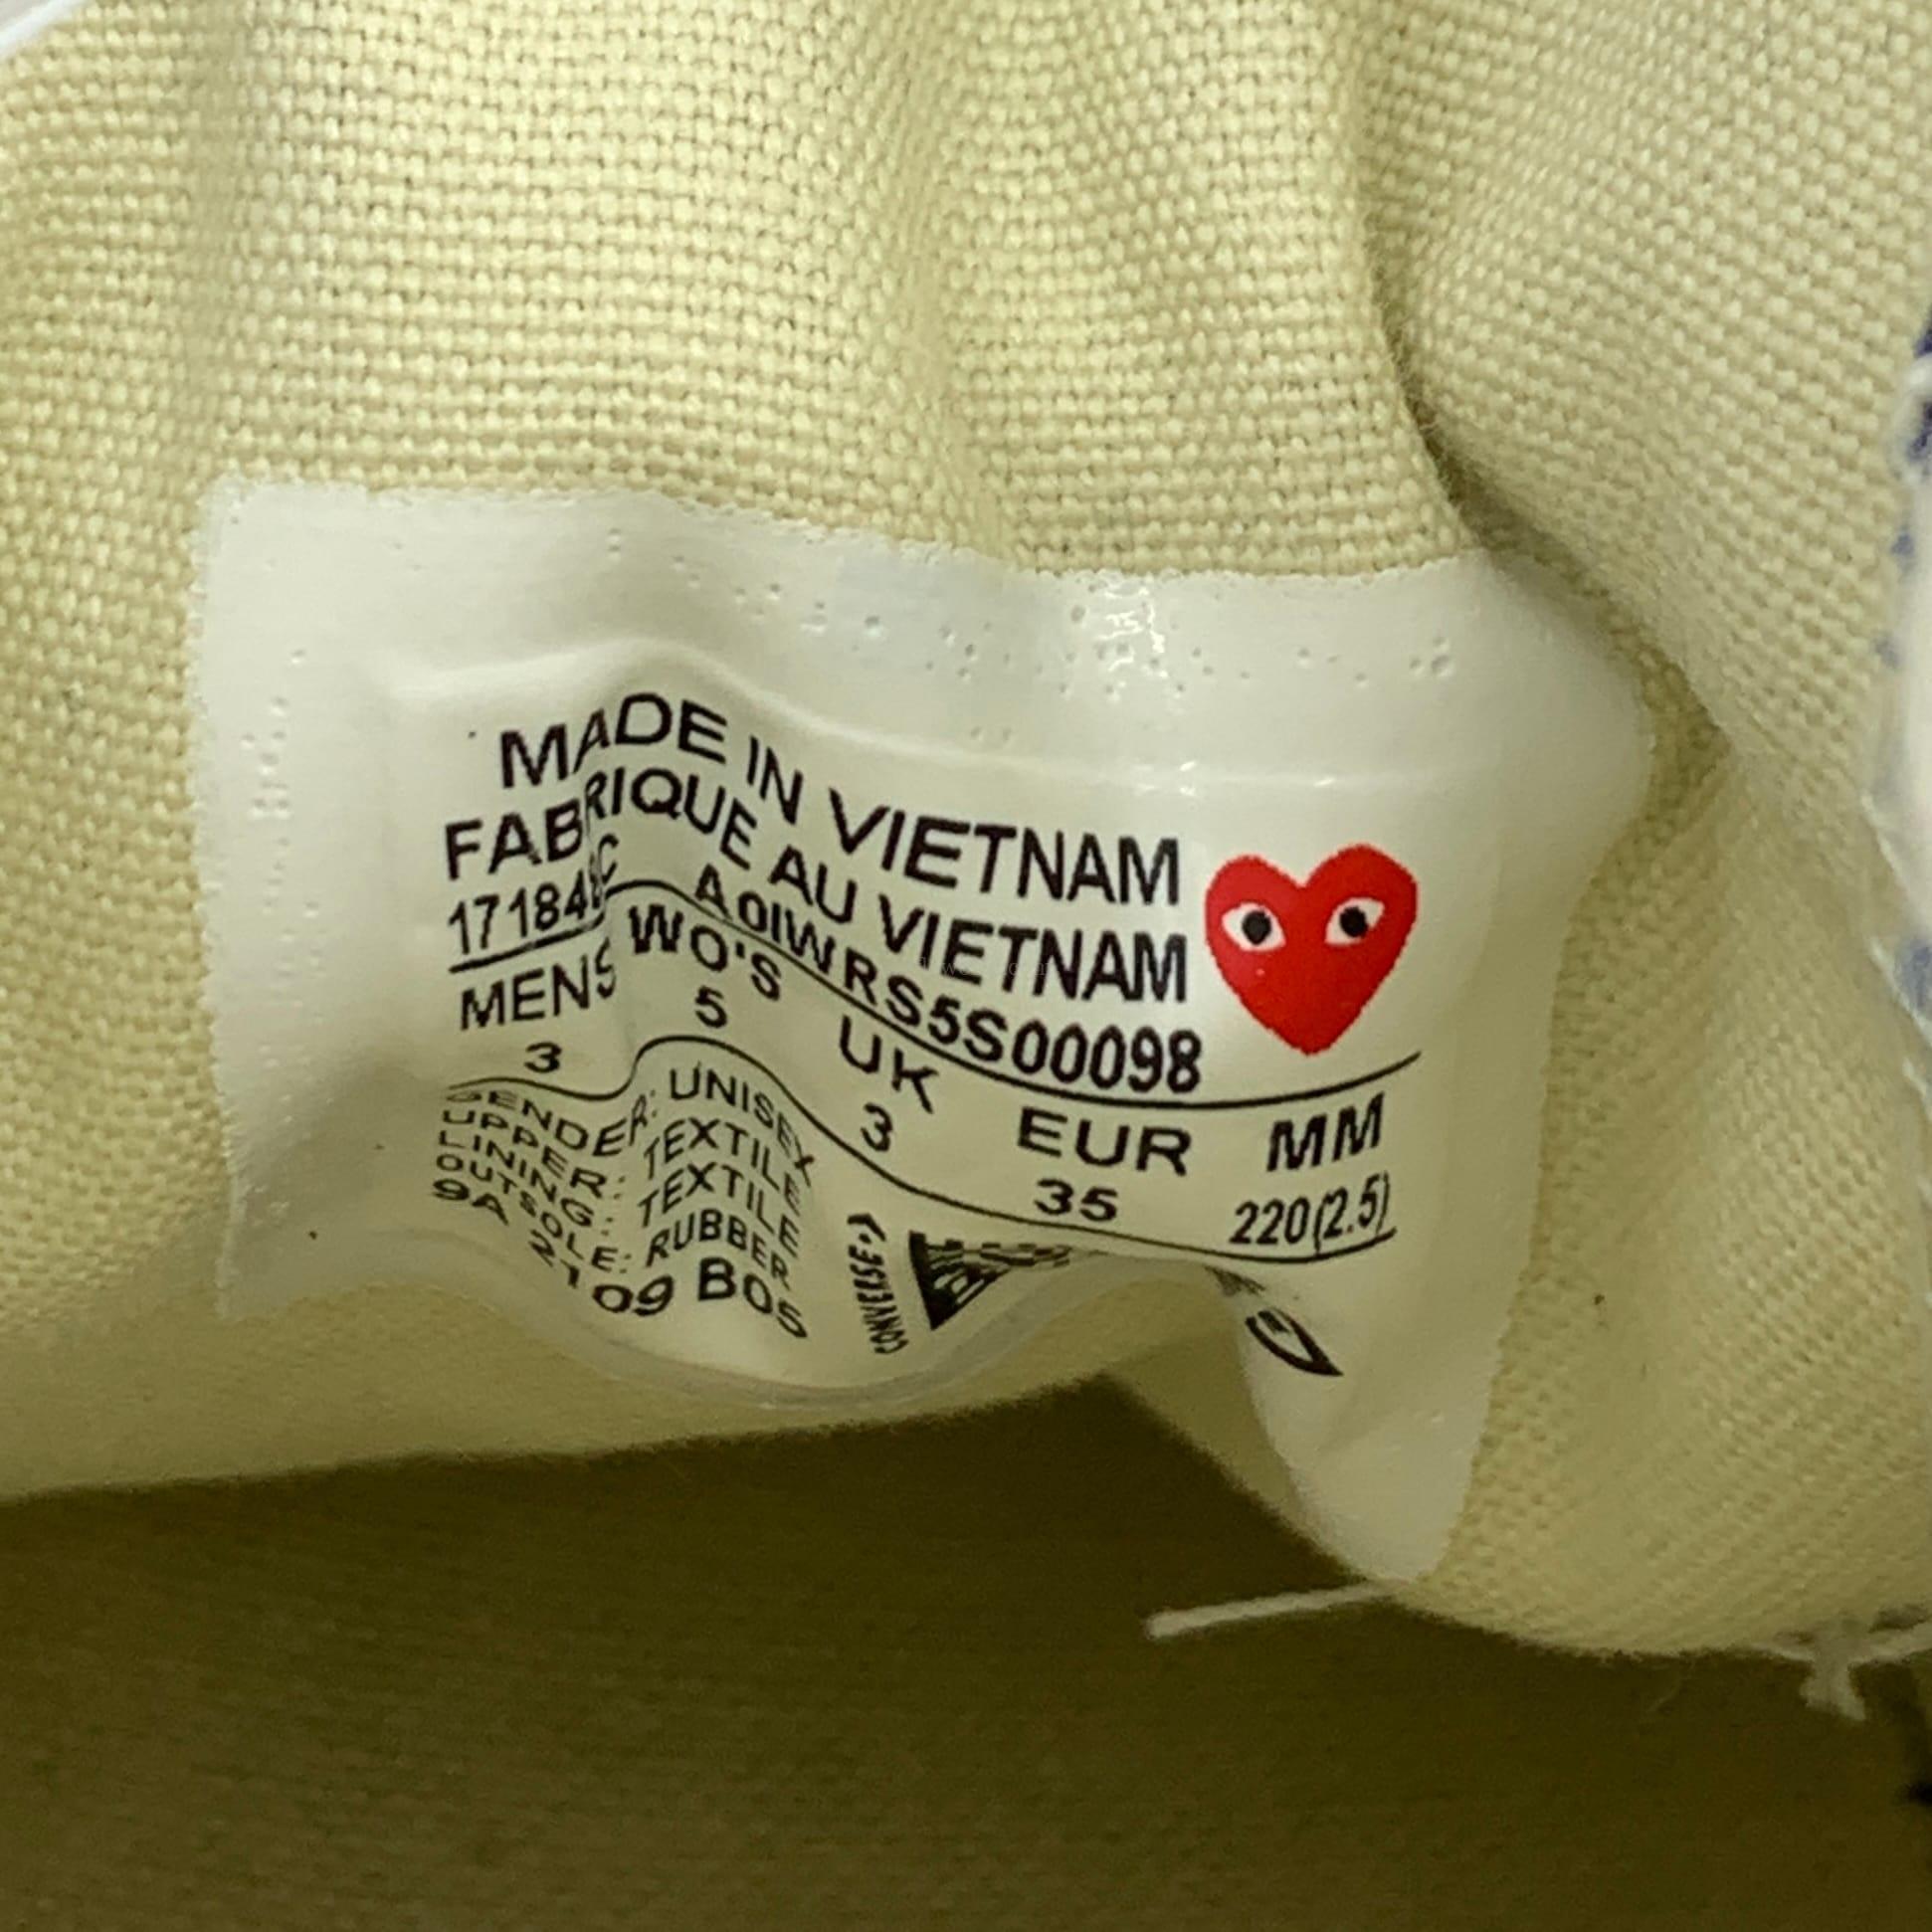 MADE IN VIETNAM
FABRIQUE AU VIETNAM
A0IWRS5S00098
MENS WO'S UK EUR MM
3 5 3 35 220(2.5)
GENDER: UNISEX
UPPER: TEXTILE
LINING: TEXTILE
OUTSOLE: RUBBER
9A 2109 BOS
CONVERSE